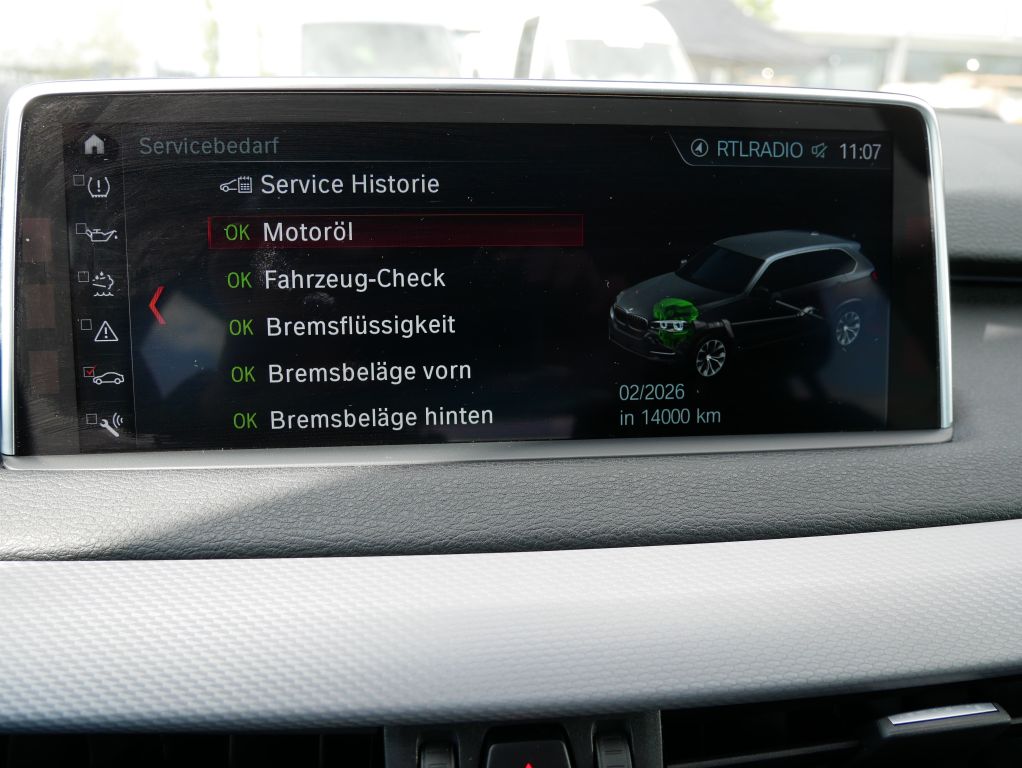 Servicebedarf
RTLRADIO 11:07
Service Historie
OK Motoröl
OK Fahrzeug-Check
OK Bremsflüssigkeit
OK Bremsbeläge vorn
OK Bremsbeläge hinten
02/2026
in 14000 km